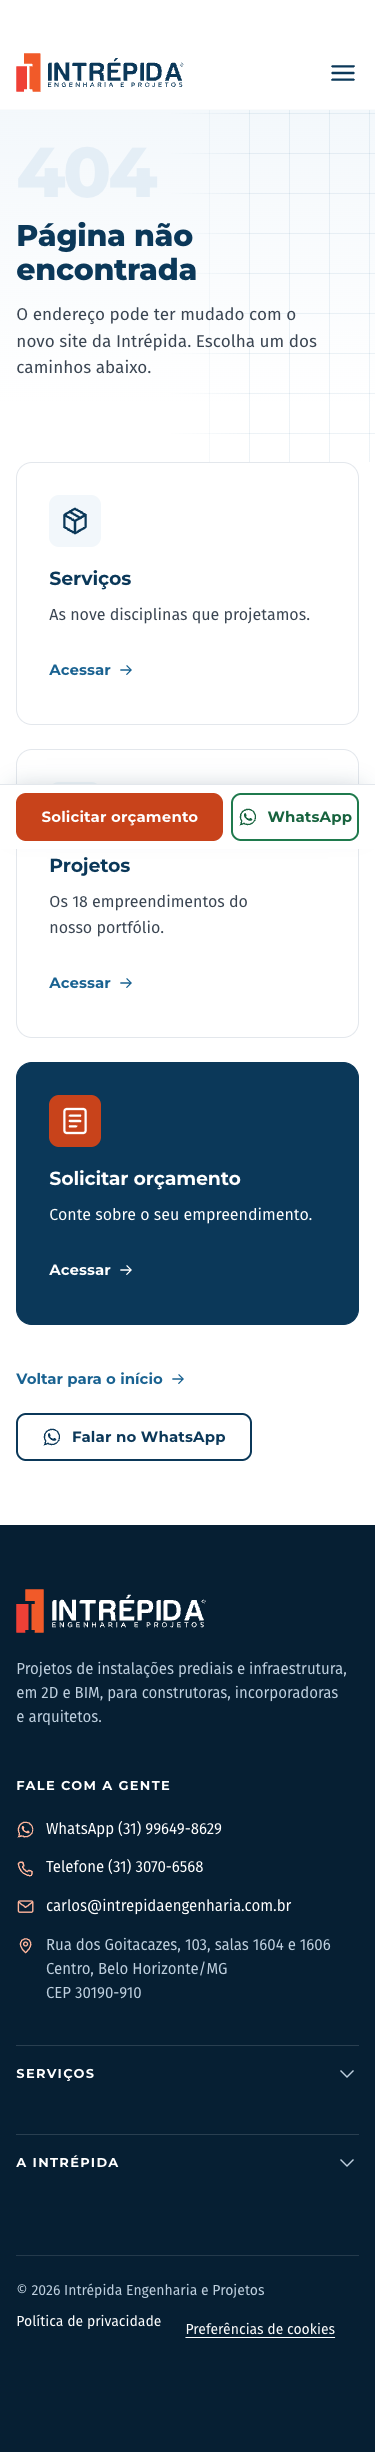 INTRÉPIDA
ENGENHARIA E PROJETOS
404
Página não
encontrada
O endereço pode ter mudado com o
novo site da Intrépida. Escolha um dos
caminhos abaixo.
Serviços
As nove disciplinas que projetamos.
Acessar →
Solicitar orçamento
WhatsApp
Projetos
Os 18 empreendimentos do
nosso portfólio.
Acessar →
Solicitar orçamento
Conte sobre o seu empreendimento.
Acessar →
Voltar para o início →
Falar no WhatsApp
INTRÉPIDA
ENGENHARIA E PROJETOS
Projetos de instalações prediais e infraestrutura,
em 2D e BIM, para construtoras, incorporadoras
e arquitetos.
FALE COM A GENTE
WhatsApp (31) 99649-8629
Telefone (31) 3070-6568
carlos@intrepidaengenharia.com.br
Rua dos Goitacazes, 103, salas 1604 e 1606
Centro, Belo Horizonte/MG
CEP 30190-910
SERVIÇOS
A INTRÉPIDA
© 2026 Intrépida Engenharia e Projetos
Política de privacidade
Preferências de cookies